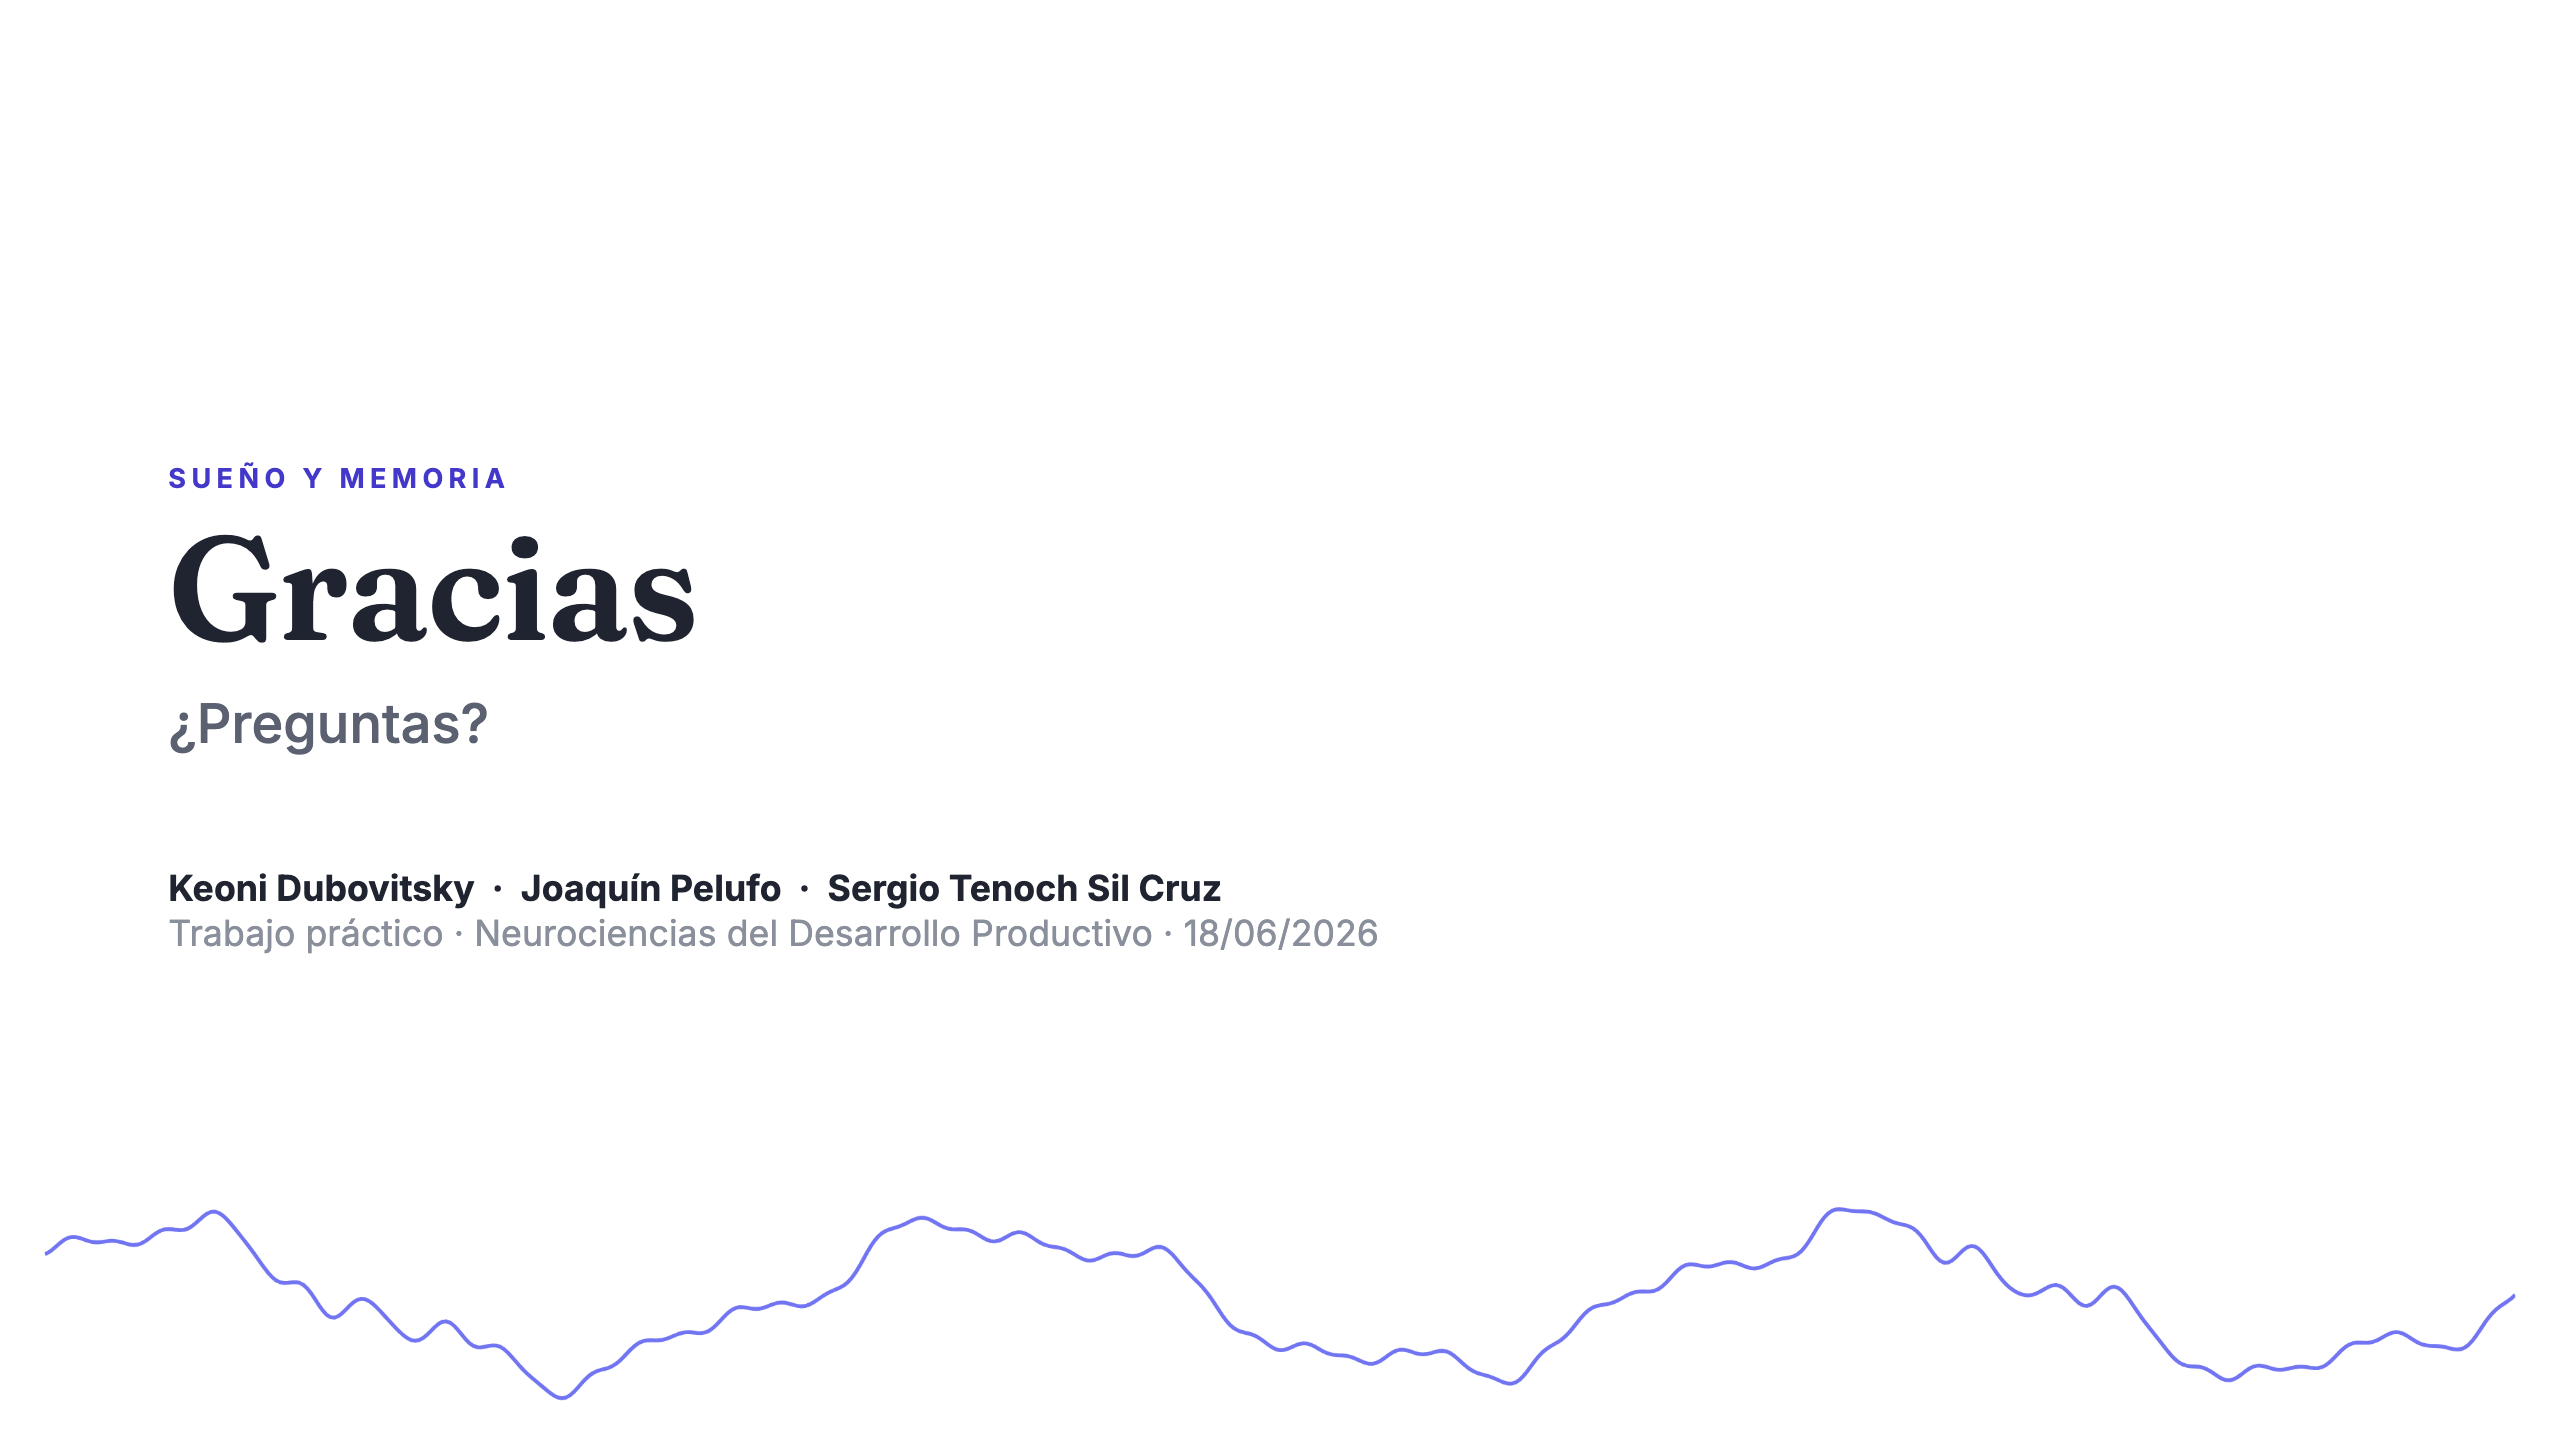 SUEÑO Y MEMORIA
Gracias
¿Preguntas?
Keoni Dubovitsky · Joaquín Pelufo · Sergio Tenoch Sil Cruz
Trabajo práctico · Neurociencias del Desarrollo Productivo · 18/06/2026